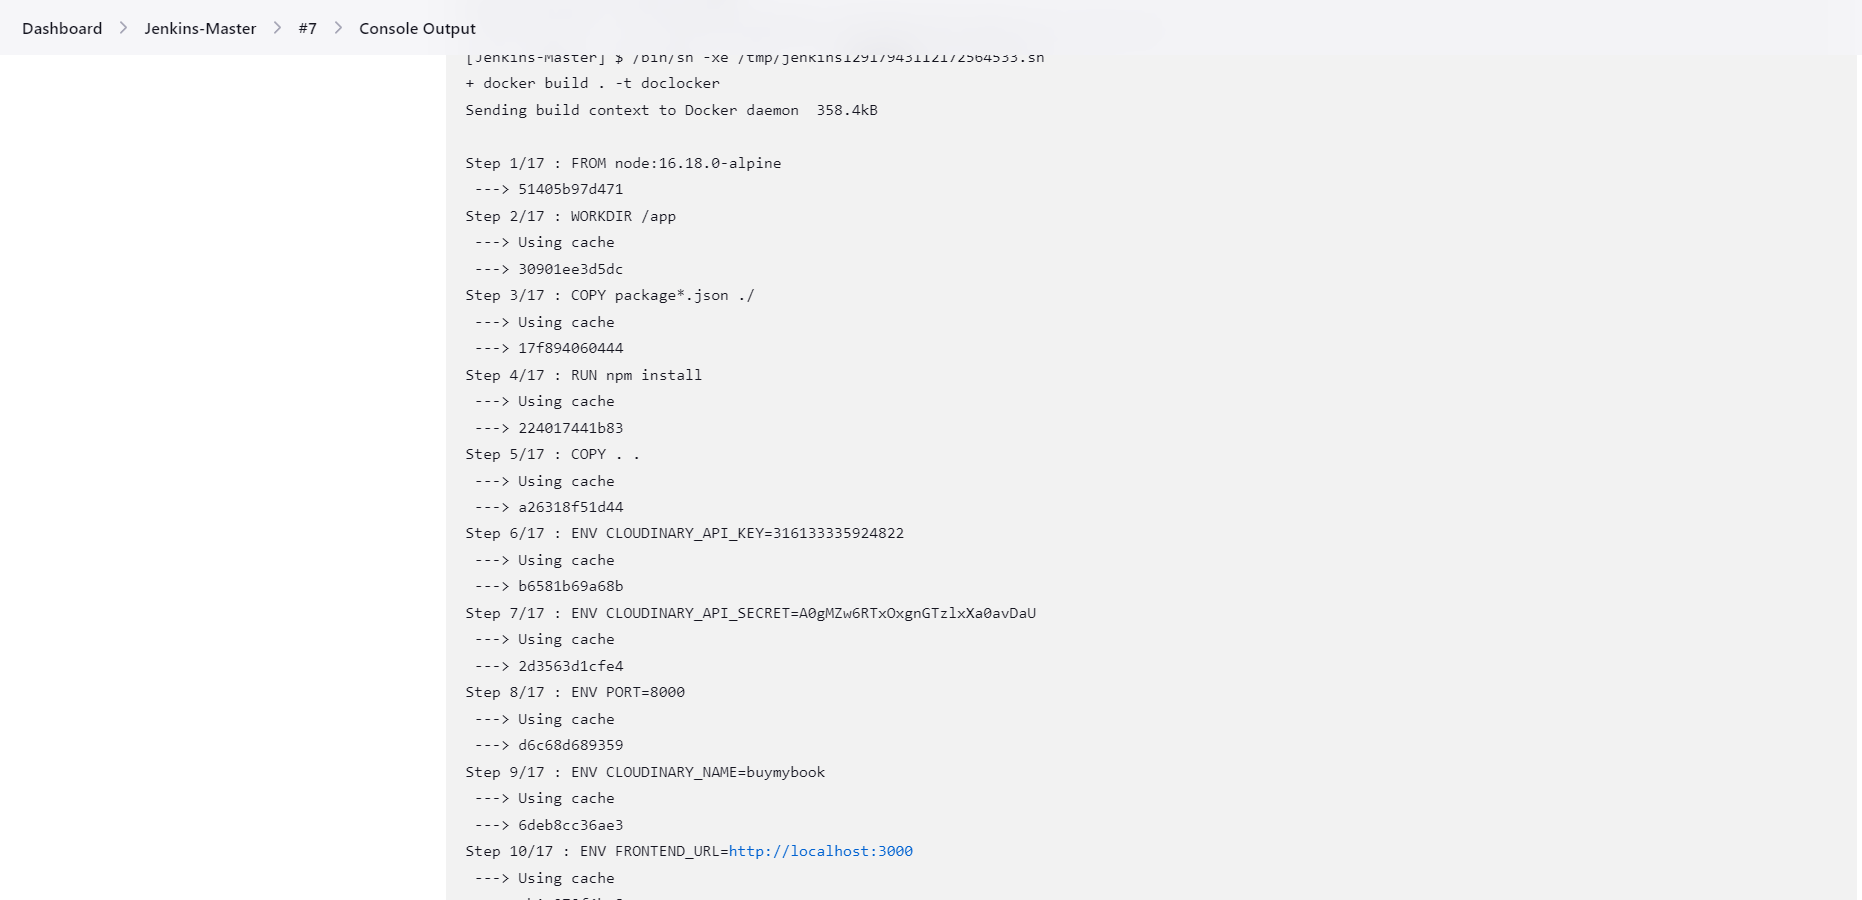 Dashboard > Jenkins-Master > #7 > Console Output
[Jenkins-Master] $ /bin/sh -xe /tmp/jenkins12917943112172564533.sh
+ docker build . -t doclocker
Sending build context to Docker daemon  358.4kB
Step 1/17 : FROM node:16.18.0-alpine
 ---> 51405b97d471
Step 2/17 : WORKDIR /app
 ---> Using cache
 ---> 30901ee3d5dc
Step 3/17 : COPY package*.json ./
 ---> Using cache
 ---> 17f894060444
Step 4/17 : RUN npm install
 ---> Using cache
 ---> 224017441b83
Step 5/17 : COPY . .
 ---> Using cache
 ---> a26318f51d44
Step 6/17 : ENV CLOUDINARY_API_KEY=316133335924822
 ---> Using cache
 ---> b6581b69a68b
Step 7/17 : ENV CLOUDINARY_API_SECRET=A0gMZw6RTxOxgnGTzlxXa0avDaU
 ---> Using cache
 ---> 2d3563d1cfe4
Step 8/17 : ENV PORT=8000
 ---> Using cache
 ---> d6c68d689359
Step 9/17 : ENV CLOUDINARY_NAME=buymybook
 ---> Using cache
 ---> 6deb8cc36ae3
Step 10/17 : ENV FRONTEND_URL=http://localhost:3000
 ---> Using cache